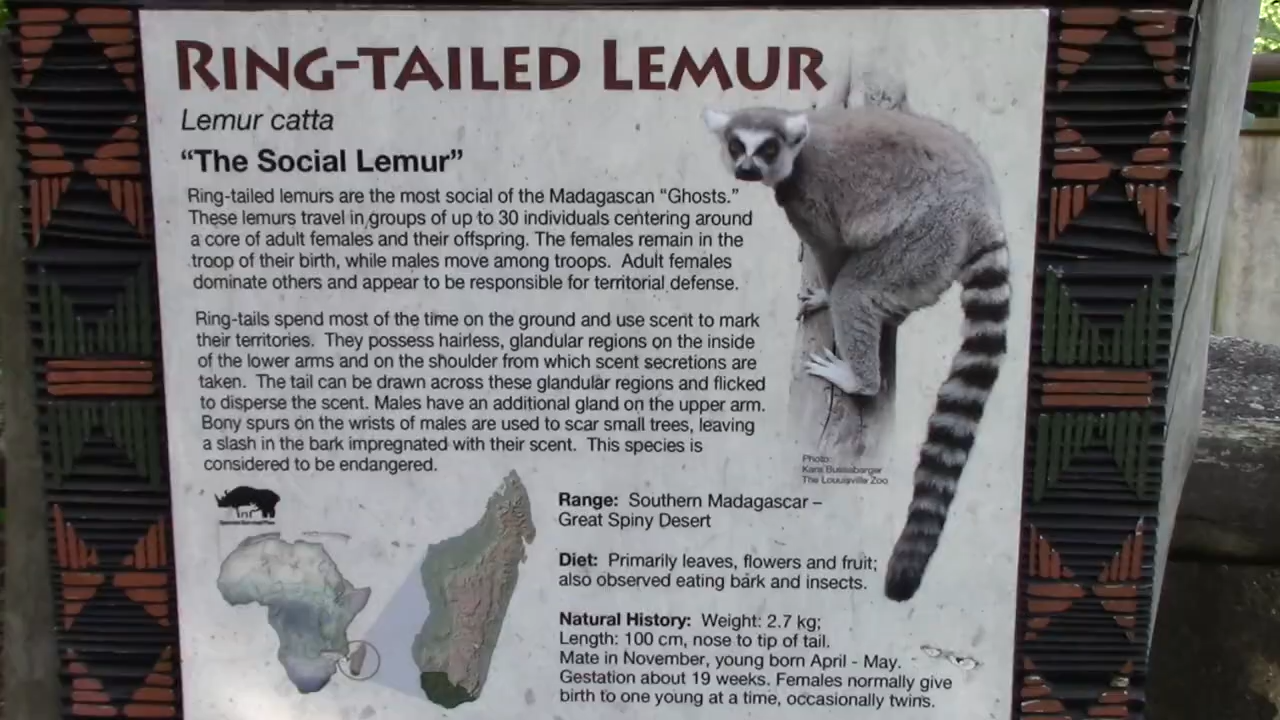 RING-TAILED LEMUR
Lemur catta
“The Social Lemur”
Ring-tailed lemurs are the most social of the Madagascan “Ghosts.”
These lemurs travel in groups of up to 30 individuals centering around
a core of adult females and their offspring. The females remain in the
troop of their birth, while males move among troops. Adult females
dominate others and appear to be responsible for territorial defense.
Ring-tails spend most of the time on the ground and use scent to mark
their territories. They possess hairless, glandular regions on the inside
of the lower arms and on the shoulder from which scent secretions are
taken. The tail can be drawn across these glandular regions and flicked
to disperse the scent. Males have an additional gland on the upper arm.
Bony spurs on the wrists of males are used to scar small trees, leaving
a slash in the bark impregnated with their scent. This species is
considered to be endangered.
Photo:
Kara Bussabarger
The Louuisville Zoo
Species Survival Plan
Range: Southern Madagascar –
Great Spiny Desert
Diet: Primarily leaves, flowers and fruit;
also observed eating bark and insects.
Natural History: Weight: 2.7 kg;
Length: 100 cm, nose to tip of tail.
Mate in November, young born April - May.
Gestation about 19 weeks. Females normally give
birth to one young at a time, occasionally twins.